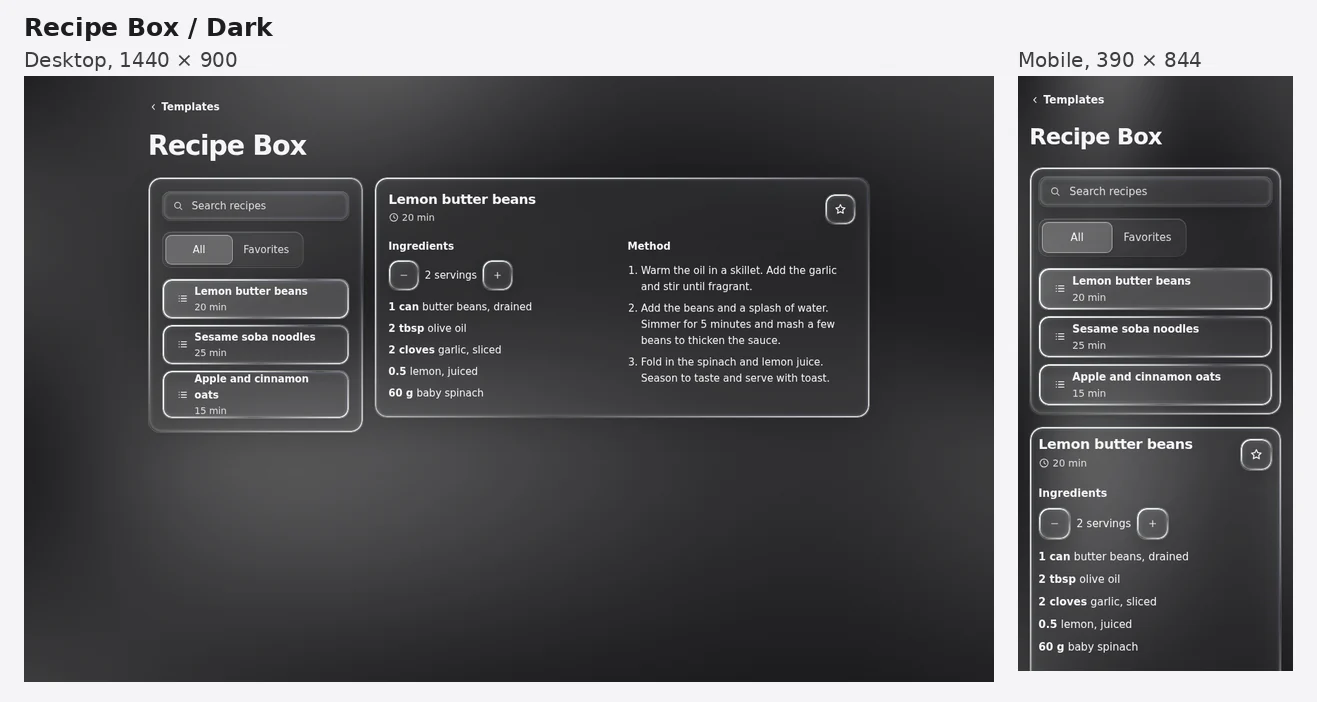 Recipe Box / Dark
Desktop, 1440 × 900
‹ Templates
Recipe Box
Search recipes
All
Favorites
Lemon butter beans
20 min
Sesame soba noodles
25 min
Apple and cinnamon
oats
15 min
Lemon butter beans
20 min
Ingredients
− 2 servings +
1 can butter beans, drained
2 tbsp olive oil
2 cloves garlic, sliced
0.5 lemon, juiced
60 g baby spinach
Method
1. Warm the oil in a skillet. Add the garlic
and stir until fragrant.
2. Add the beans and a splash of water.
Simmer for 5 minutes and mash a few
beans to thicken the sauce.
3. Fold in the spinach and lemon juice.
Season to taste and serve with toast.
Mobile, 390 × 844
‹ Templates
Recipe Box
Search recipes
All
Favorites
Lemon butter beans
20 min
Sesame soba noodles
25 min
Apple and cinnamon oats
15 min
Lemon butter beans
20 min
Ingredients
− 2 servings +
1 can butter beans, drained
2 tbsp olive oil
2 cloves garlic, sliced
0.5 lemon, juiced
60 g baby spinach